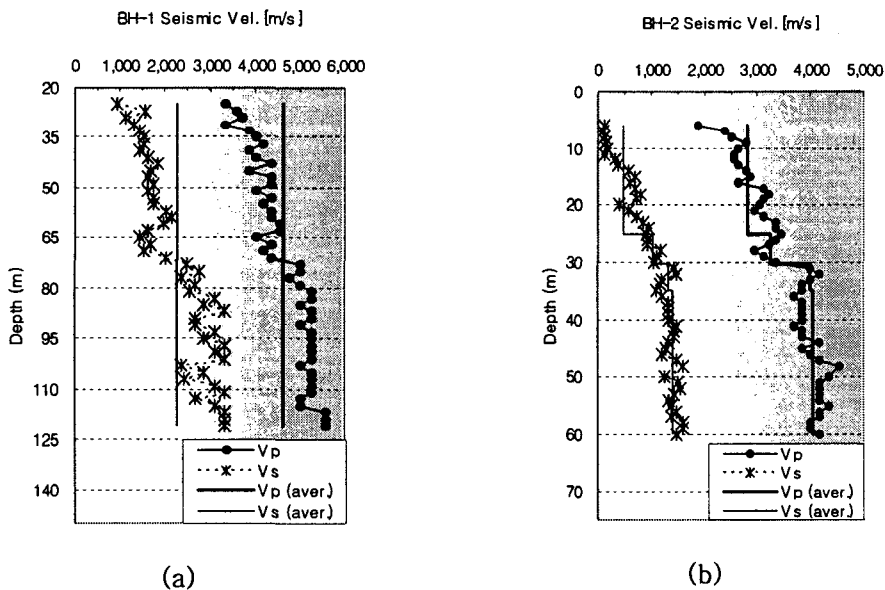 BH-1 Seismic Vel. [m/s]
0 1,000 2,000 3,000 4,000 5,000 6,000
20
35
50
65
80
95
110
125
140
Depth (m)
Vp
Vs
Vp (aver.)
Vs (aver.)
(a)
BH-2 Seismic Vel. [m/s]
0 1,000 2,000 3,000 4,000 5,000
0
10
20
30
40
50
60
70
Depth (m)
Vp
Vs
Vp (aver.)
Vs (aver.)
(b)